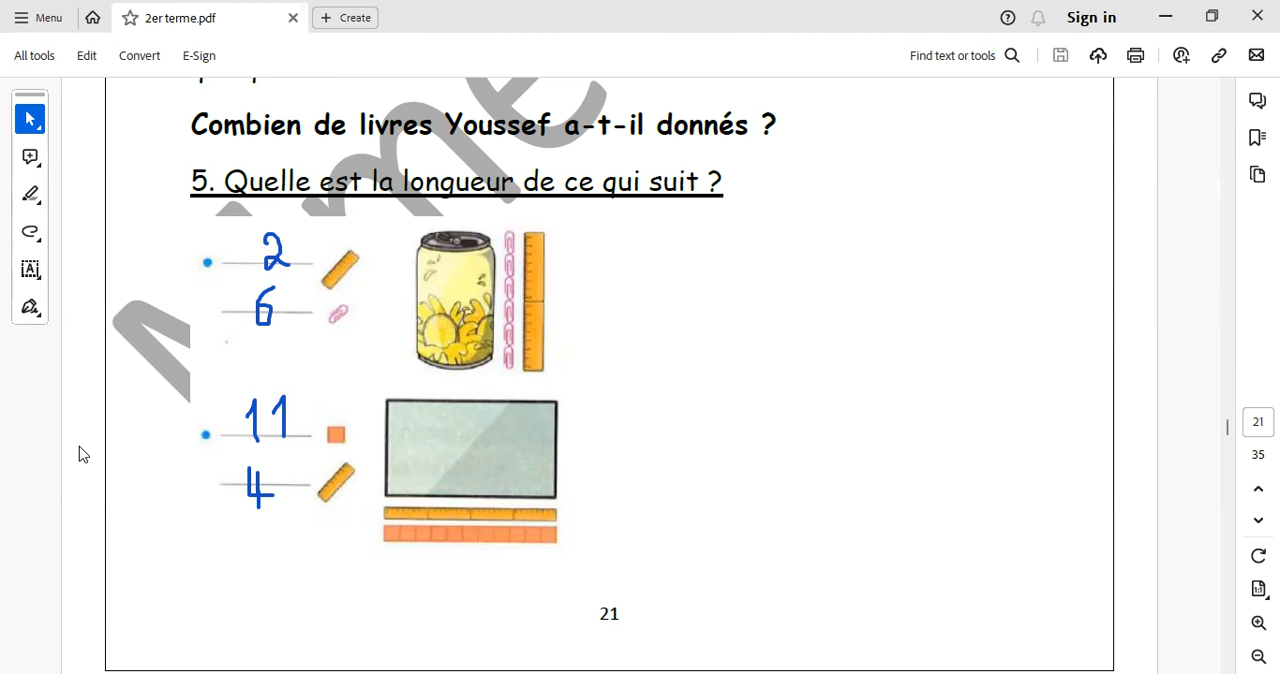 Menu
2er terme.pdf
Create
Sign in
All tools
Edit
Convert
E-Sign
Find text or tools
Combien de livres Youssef a-t-il donnés ?
5. Quelle est la longueur de ce qui suit ?
2
6
11
4
21
21
35